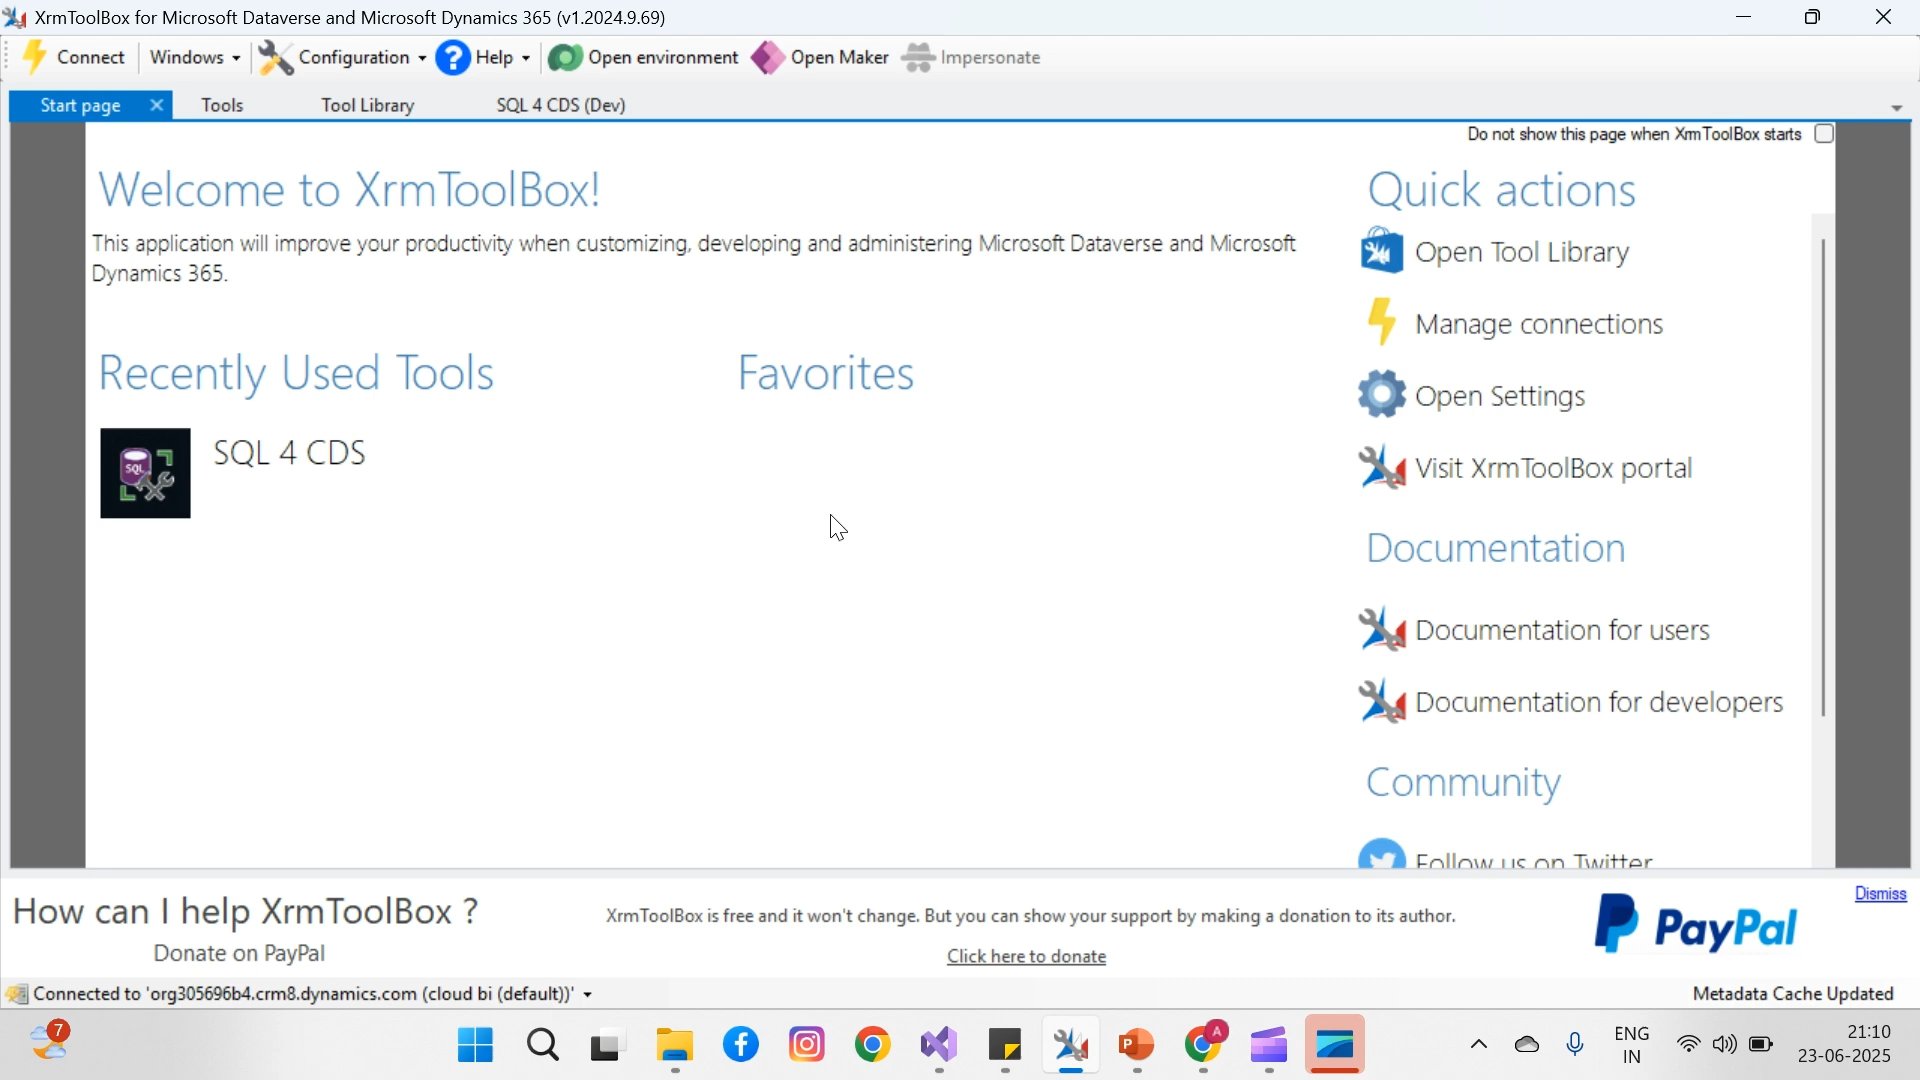 XrmToolBox for Microsoft Dataverse and Microsoft Dynamics 365 (v1.2024.9.69)
Connect Windows Configuration Help Open environment Open Maker Impersonate
Start page Tools Tool Library SQL 4 CDS (Dev)
Do not show this page when XrmToolBox starts
Welcome to XrmToolBox!
This application will improve your productivity when customizing, developing and administering Microsoft Dataverse and Microsoft
Dynamics 365.
Recently Used Tools
SQL
SQL 4 CDS
Favorites
Quick actions
Open Tool Library
Manage connections
Open Settings
Visit XrmToolBox portal
Documentation
Documentation for users
Documentation for developers
Community
Follow us on Twitter
How can I help XrmToolBox ?
Donate on PayPal
XrmToolBox is free and it won't change. But you can show your support by making a donation to its author.
Click here to donate
PayPal
Dismiss
Connected to 'org305696b4.crm8.dynamics.com (cloud bi (default))'
Metadata Cache Updated
7
P
A
ENG
IN
21:10
23-06-2025